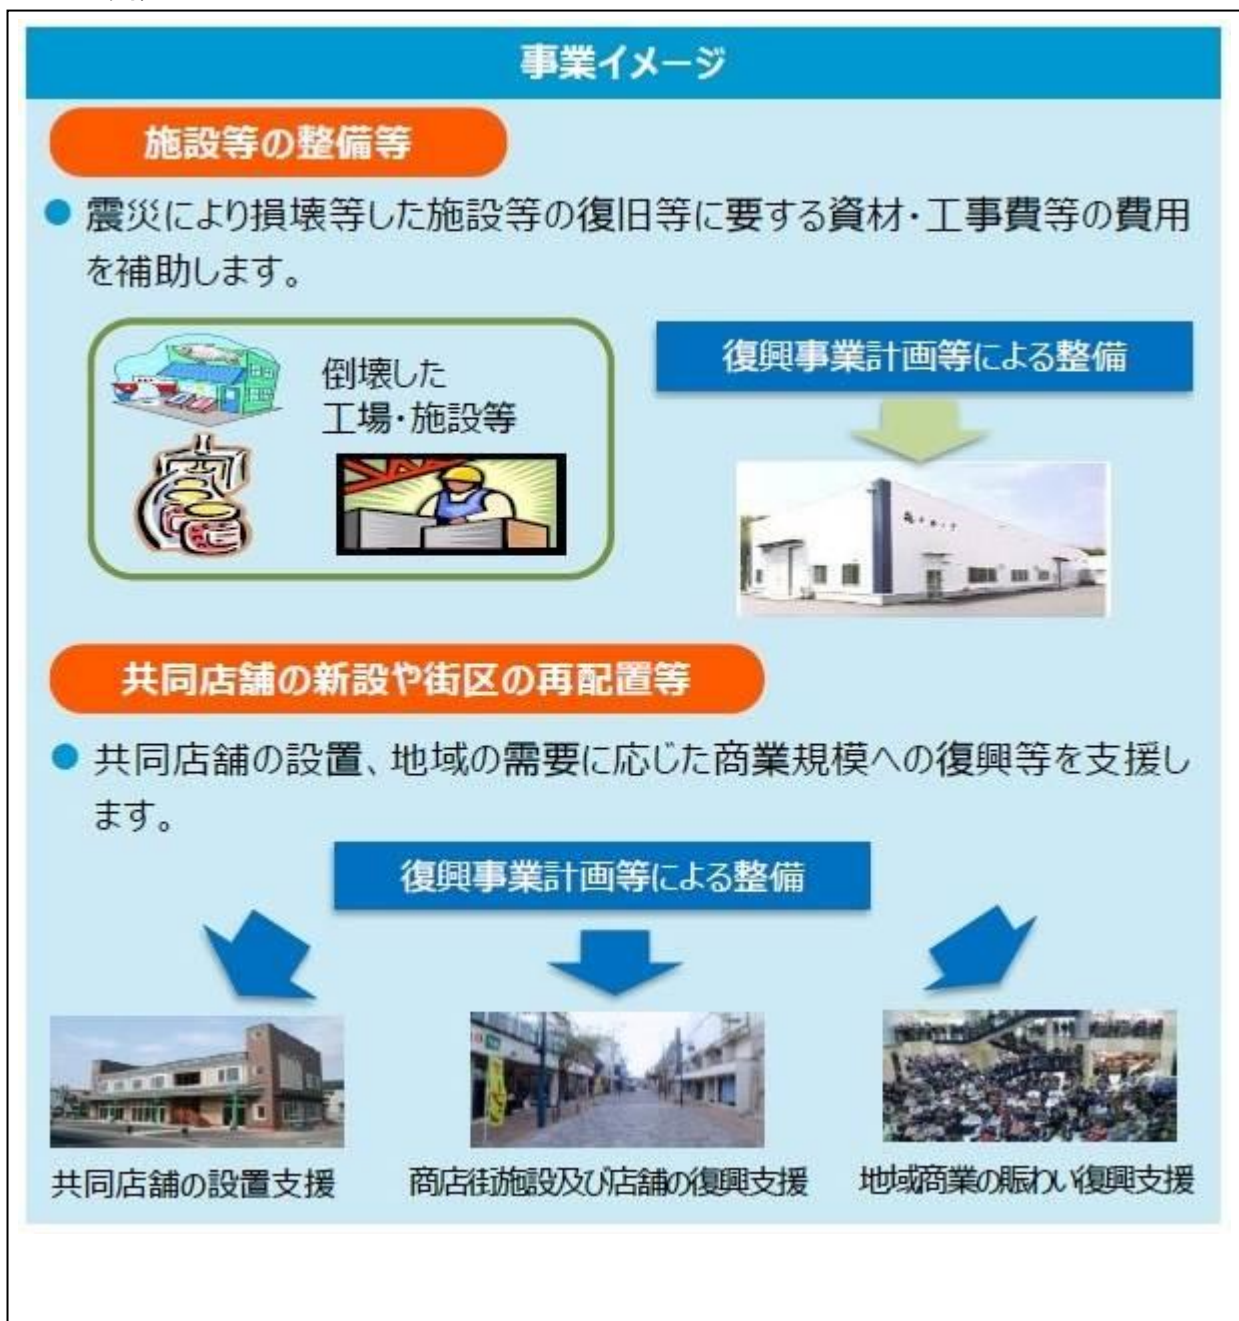 事業イメージ
施設等の整備等
● 震災により損壊等した施設等の復旧等に要する資材・工事費等の費用
を補助します。
倒壊した
工場・施設等
復興事業計画等による整備
共同店舗の新設や街区の再配置等
● 共同店舗の設置、地域の需要に応じた商業規模への復興等を支援し
ます。
復興事業計画等による整備
共同店舗の設置支援
商店街施設及び店舗の復興支援
地域商業の賑わい復興支援